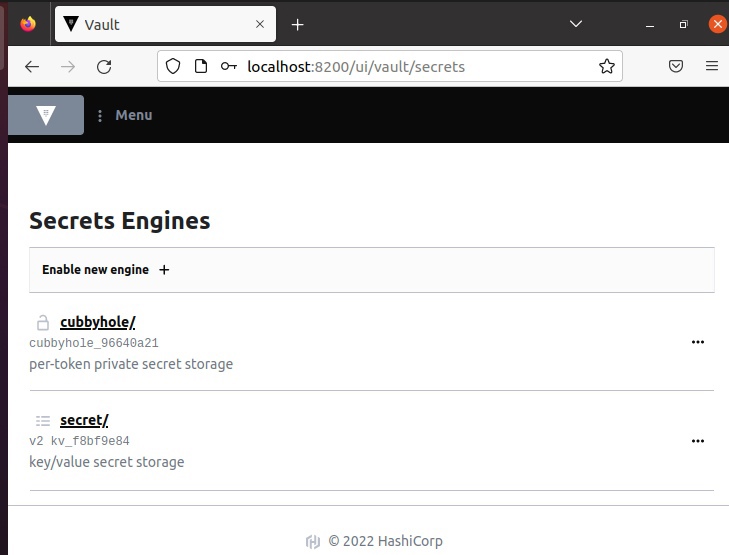 Vault
localhost:8200/ui/vault/secrets
Menu
Secrets Engines
Enable new engine +
cubbyhole/
cubbyhole_96640a21
per-token private secret storage
secret/
v2 kv_f8bf9e84
key/value secret storage
© 2022 HashiCorp